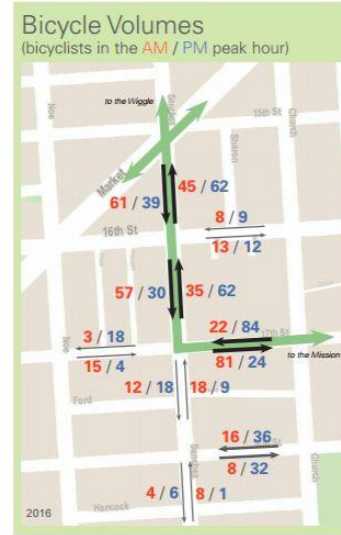 Bicycle Volumes
(bicyclists in the AM / PM peak hour)
to the Wiggle
Sanchez
Noe
15th St
Church
Market
Sharon
45 / 62
61 / 39
8 / 9
16th St
13 / 12
57 / 30
35 / 62
22 / 84
17th St
3 / 18
Noe
to the Mission
15 / 4
81 / 24
12 / 18
18 / 9
Ford
Sanchez
16 / 36
8 / 32
Church
4 / 6
8 / 1
Hancock
2016